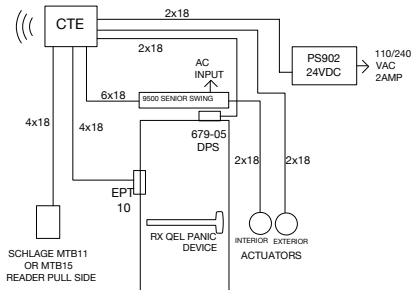 CTE
2x18
2x18
2x18
PS902
24VDC
110/240
VAC
2AMP
AC
INPUT
6x18
9500 SENIOR SWING
4x18
4x18
679-05
DPS
2x18
2x18
EPT
10
RX QEL PANIC
DEVICE
INTERIOR
EXTERIOR
ACTUATORS
SCHLAGE MTB11
OR MTB15
READER PULL SIDE